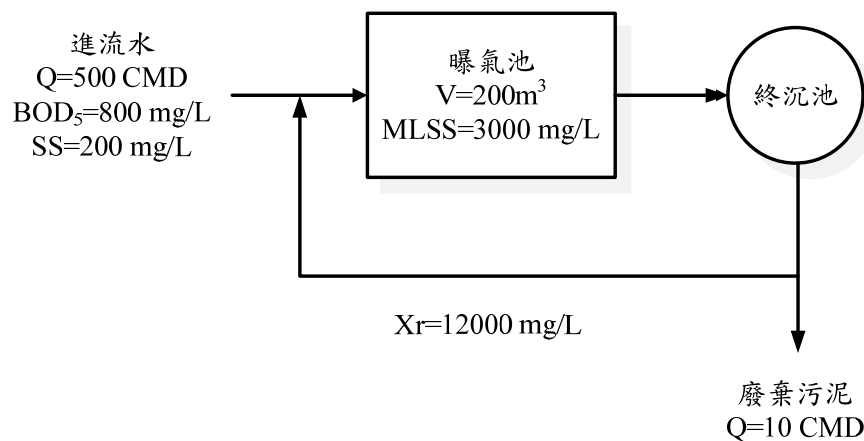 進流水
Q=500 CMD
BOD₅=800 mg/L
SS=200 mg/L
曝氣池
V=200m³
MLSS=3000 mg/L
終沉池
Xr=12000 mg/L
廢棄污泥
Q=10 CMD